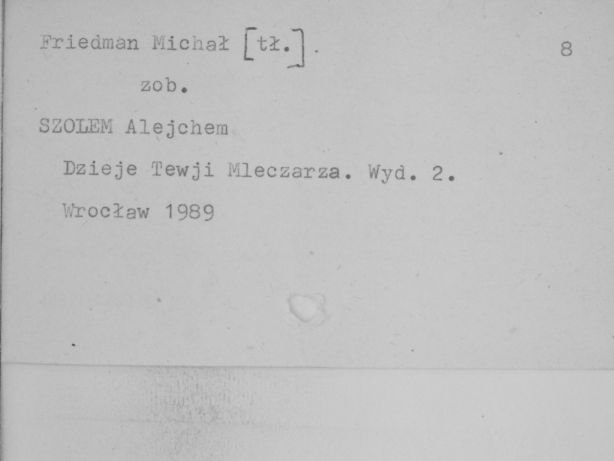 Friedman Michał [tł.]. 8
zob.
SZOLEM Alejchem
Dzieje Tewji Mleczarza. Wyd. 2.
Wrocław 1989